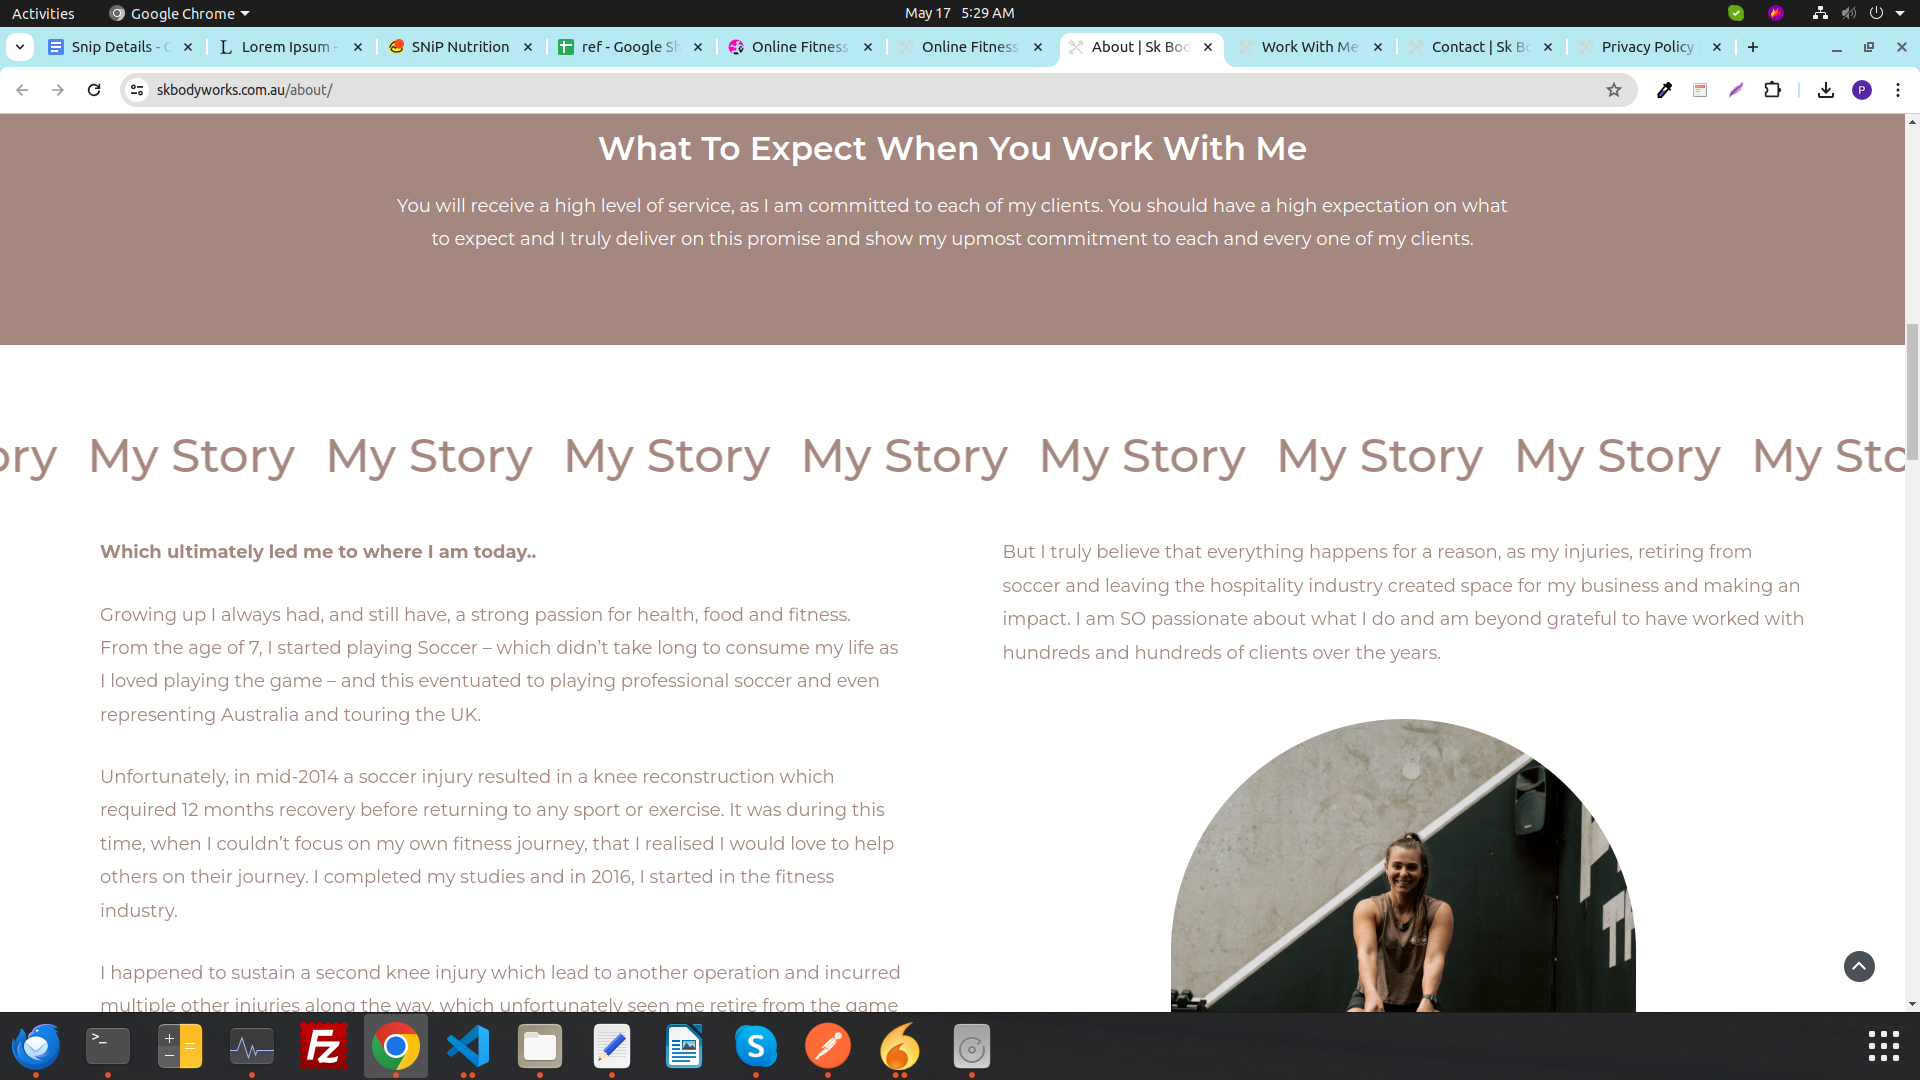 Activities
Google Chrome
May 17 5:29 AM
Snip Details -
Lorem Ipsum -
SNiP Nutrition
ref - Google Sh
Online Fitness
Online Fitness
About | Sk Bod
Work With Me
Contact | Sk Bo
Privacy Policy
skbodyworks.com.au/about/
P
What To Expect When You Work With Me
You will receive a high level of service, as I am committed to each of my clients. You should have a high expectation on what
to expect and I truly deliver on this promise and show my upmost commitment to each and every one of my clients.
ory My Story My Story My Story My Story My Story My Story My Story My Sto
Which ultimately led me to where I am today..
Growing up I always had, and still have, a strong passion for health, food and fitness.
From the age of 7, I started playing Soccer – which didn’t take long to consume my life as
I loved playing the game – and this eventuated to playing professional soccer and even
representing Australia and touring the UK.
Unfortunately, in mid-2014 a soccer injury resulted in a knee reconstruction which
required 12 months recovery before returning to any sport or exercise. It was during this
time, when I couldn’t focus on my own fitness journey, that I realised I would love to help
others on their journey. I completed my studies and in 2016, I started in the fitness
industry.
I happened to sustain a second knee injury which lead to another operation and incurred
multiple other injuries along the way, which unfortunately seen me retire from the game
But I truly believe that everything happens for a reason, as my injuries, retiring from
soccer and leaving the hospitality industry created space for my business and making an
impact. I am SO passionate about what I do and am beyond grateful to have worked with
hundreds and hundreds of clients over the years.